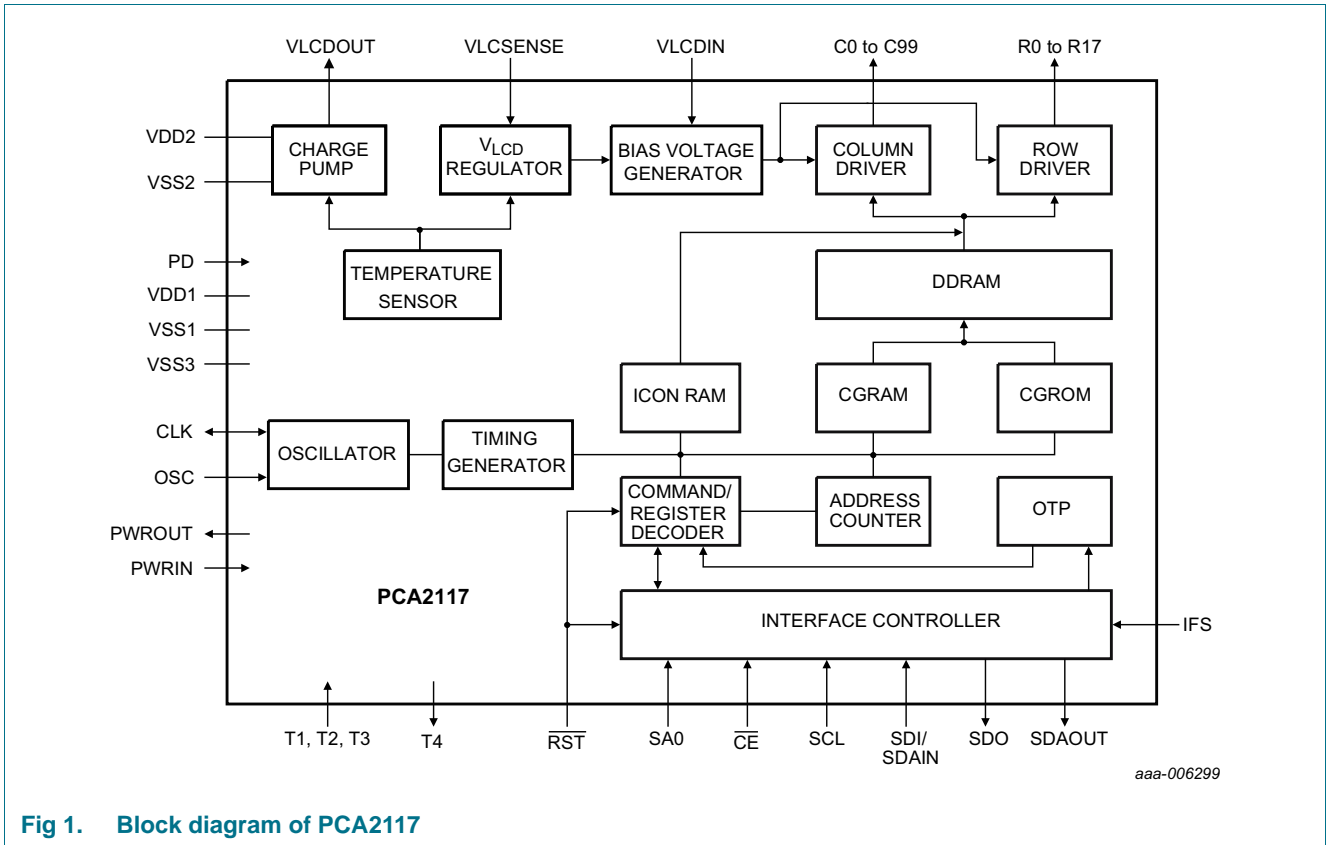 VLCDOUT VLCSENSE VLCDIN C0 to C99 R0 to R17
VDD2
VSS2
PD
VDD1
VSS1
VSS3
CLK
OSC
PWROUT
PWRIN
CHARGE
PUMP
VLCD
REGULATOR
BIAS VOLTAGE
GENERATOR
COLUMN
DRIVER
ROW
DRIVER
TEMPERATURE
SENSOR
DDRAM
ICON RAM
CGRAM
CGROM
OSCILLATOR
TIMING
GENERATOR
COMMAND/
REGISTER
DECODER
ADDRESS
COUNTER
OTP
PCA2117
INTERFACE CONTROLLER
IFS
T1, T2, T3
T4
RST
SA0
CE
SCL
SDI/
SDAIN
SDO
SDAOUT
aaa-006299
Fig 1. Block diagram of PCA2117